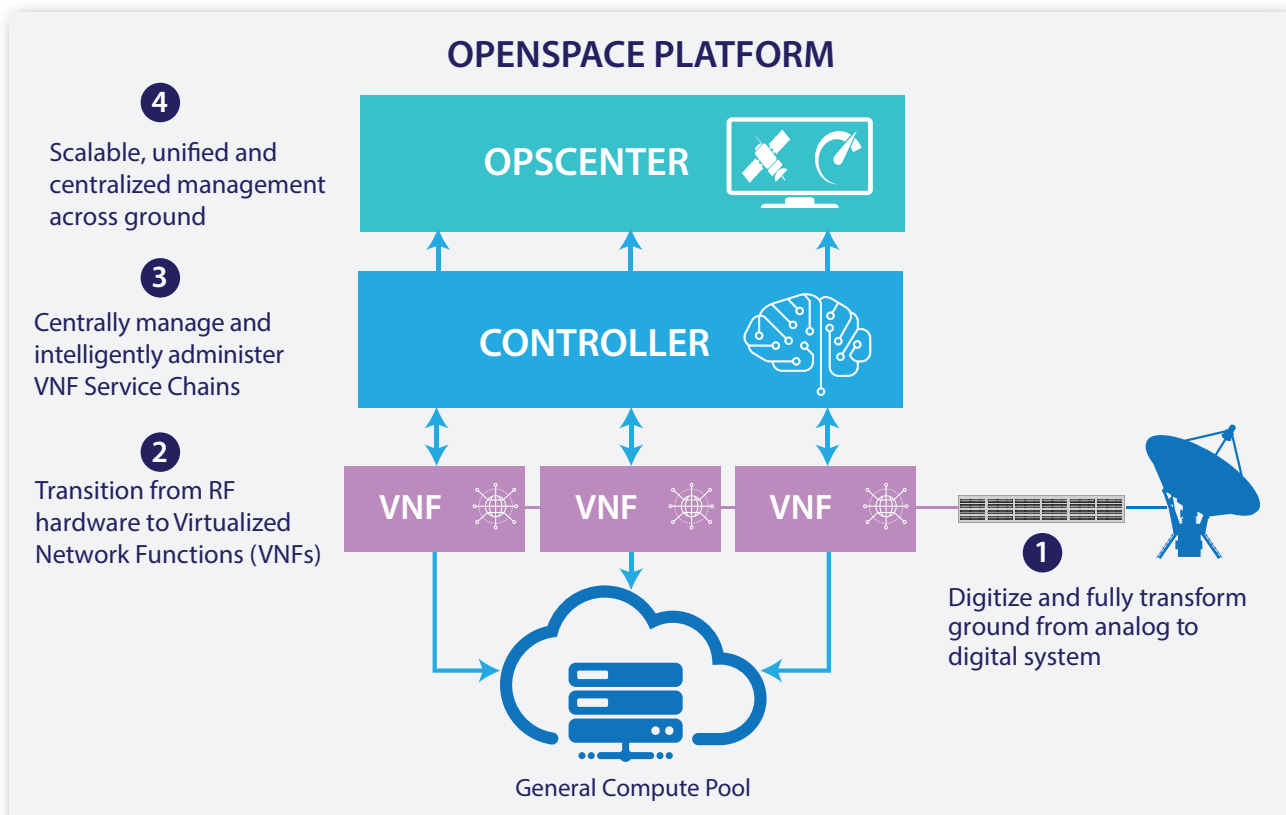 OPENSPACE PLATFORM
4
Scalable, unified and
centralized management
across ground
OPSCENTER
3
Centrally manage and
intelligently administer
VNF Service Chains
CONTROLLER
2
Transition from RF
hardware to Virtualized
Network Functions (VNFs)
VNF
VNF
VNF
1
Digitize and fully transform
ground from analog to
digital system
General Compute Pool